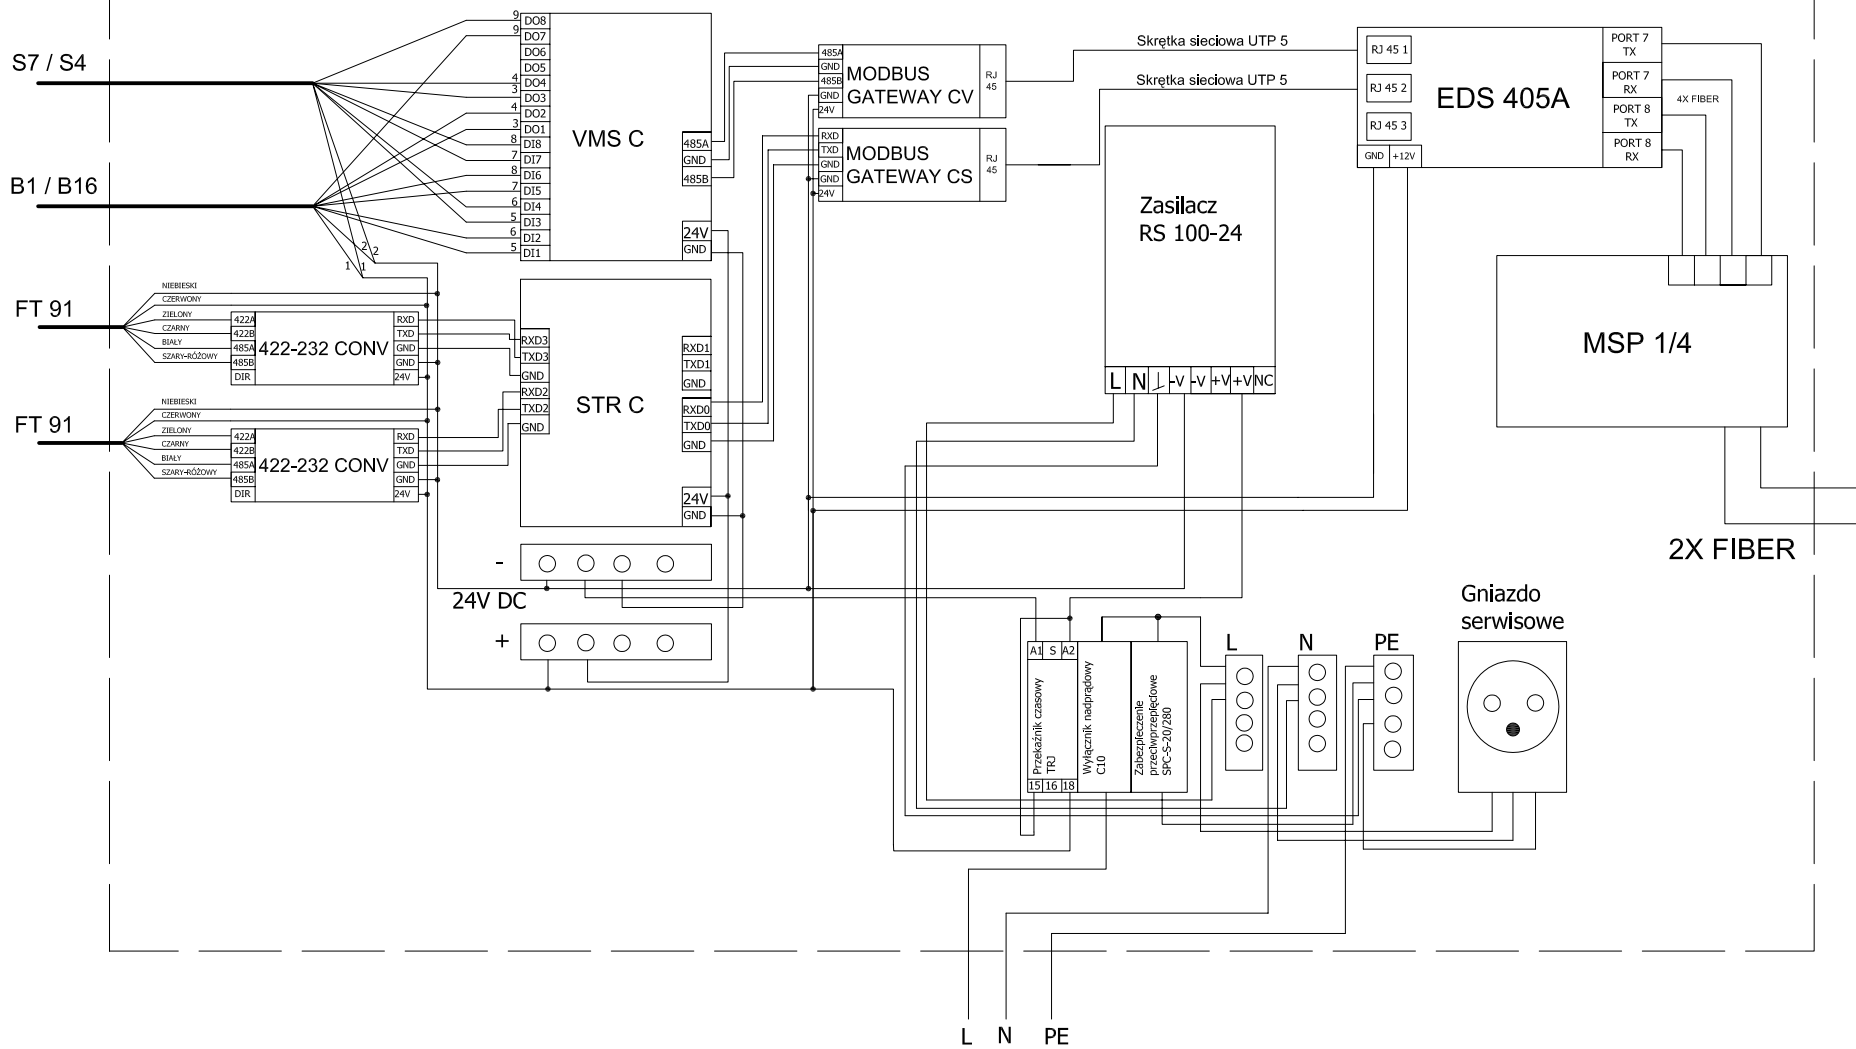 S7 / S4
B1 / B16
FT 91
FT 91
9
9
4
3
4
3
8
7
8
7
6
5
6
5
2
2
1
1
DO8
DO7
DO6
DO5
DO4
DO3
DO2
DO1
DI8
DI7
DI6
DI5
DI4
DI3
DI2
DI1
VMS C
485A
GND
485B
24V
GND
NIEBIESKI
CZERWONY
ZIELONY
CZARNY
BIAŁY
SZARY-RÓŻOWY
422A
422B
485A
485B
DIR
422-232 CONV
RXD
TXD
GND
GND
24V
NIEBIESKI
CZERWONY
ZIELONY
CZARNY
BIAŁY
SZARY-RÓŻOWY
422A
422B
485A
485B
DIR
422-232 CONV
RXD
TXD
GND
GND
24V
RXD3
TXD3
GND
RXD2
TXD2
GND
STR C
RXD1
TXD1
GND
RXD0
TXD0
GND
24V
GND
-
24V DC
+
485A
GND
485B
GND
24V
MODBUS
GATEWAY CV
RJ
45
RXD
TXD
GND
GND
24V
MODBUS
GATEWAY CS
RJ
45
Skrętka sieciowa UTP 5
Skrętka sieciowa UTP 5
RJ 45 1
RJ 45 2
RJ 45 3
GND
+12V
EDS 405A
PORT 7
TX
PORT 7
RX
PORT 8
TX
PORT 8
RX
4X FIBER
Zasilacz
RS 100-24
L
N
-V
-V
+V
+V
NC
MSP 1/4
2X FIBER
A1
S
A2
Przekaźnik czasowy
TRJ
15
16
18
Wyłącznik nadprądowy
C10
Zabezpieczenie
przeciwprzepięciowe
SPC-S-20/280
L
N
PE
Gniazdo
serwisowe
L
N
PE